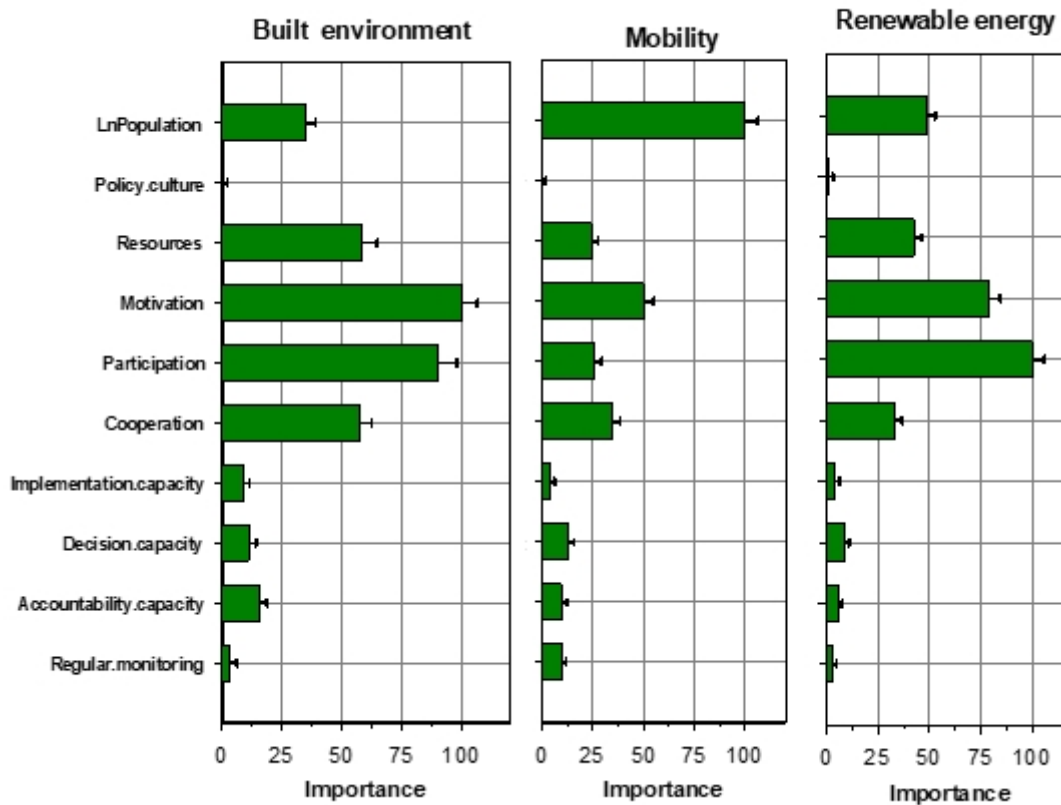 Built environment
Mobility
Renewable energy
LnPopulation
Policy.culture
Resources
Motivation
Participation
Cooperation
Implementation.capacity
Decision.capacity
Accountability.capacity
Regular.monitoring
0 25 50 75 100
0 25 50 75 100
0 25 50 75 100
Importance
Importance
Importance